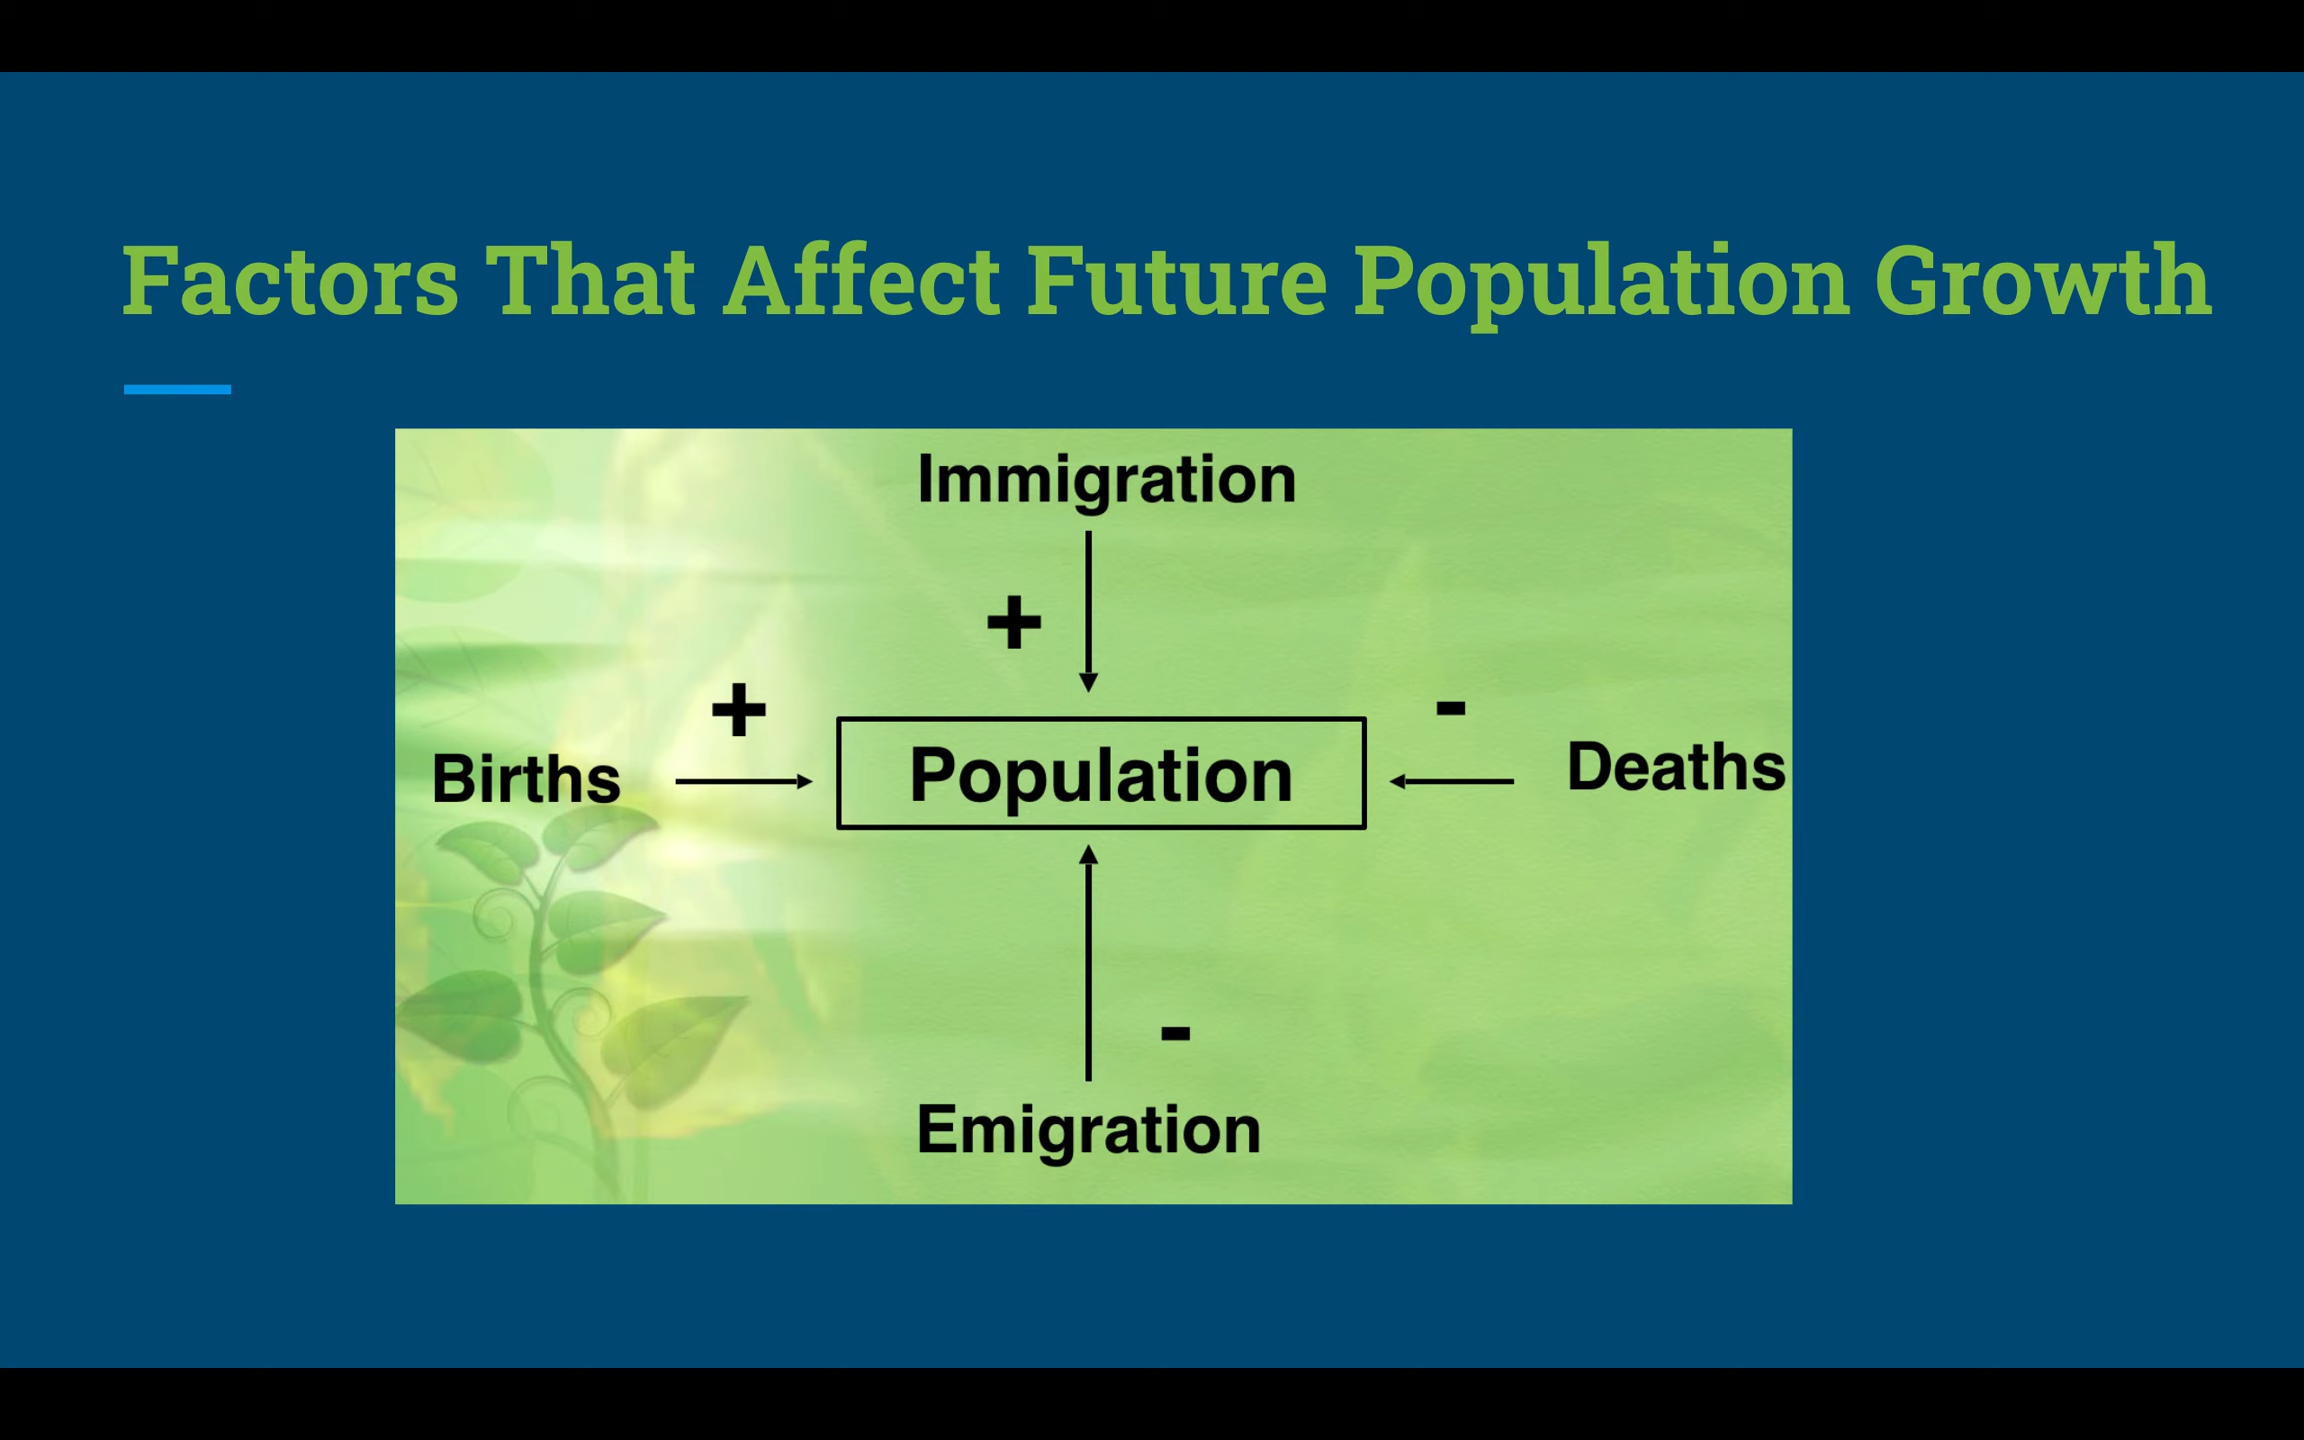 Factors That Affect Future Population Growth
Immigration
+
+
-
Births
Population
Deaths
-
Emigration